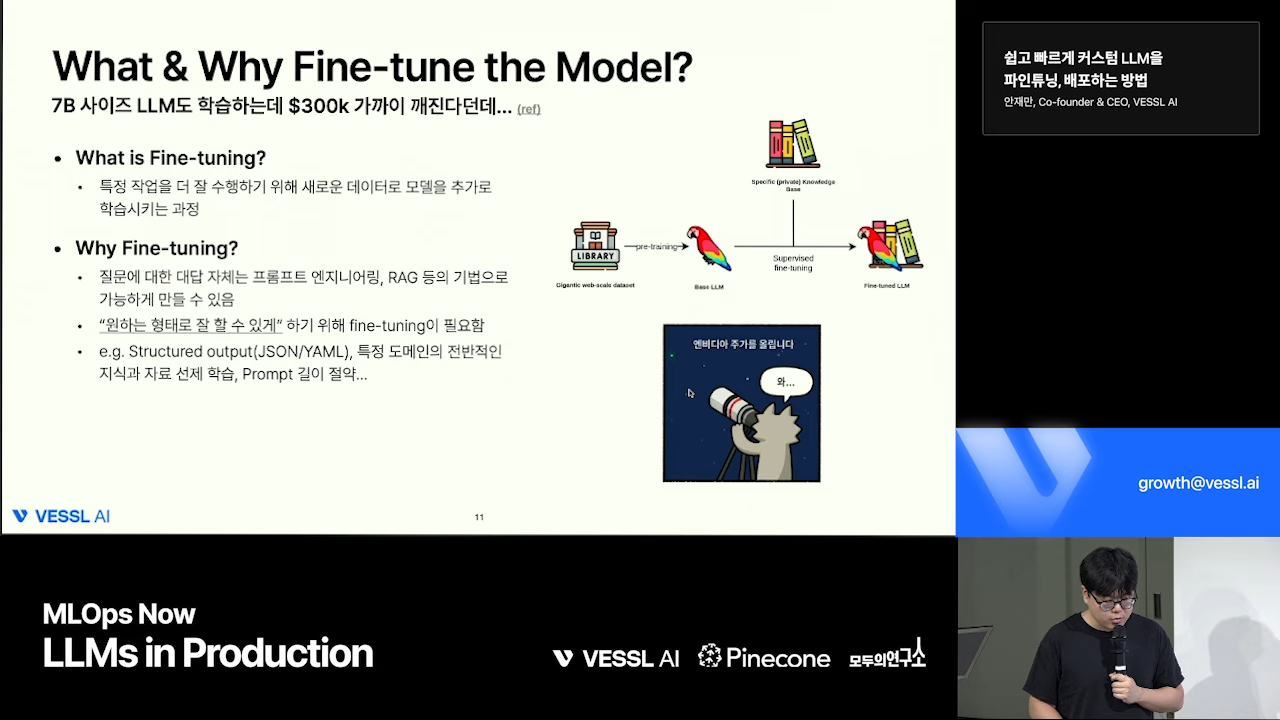 What & Why Fine-tune the Model?
7B 사이즈 LLM도 학습하는데 $300k 가까이 깨진다던데... (ref)
• What is Fine-tuning?
• 특정 작업을 더 잘 수행하기 위해 새로운 데이터로 모델을 추가로
학습시키는 과정
• Why Fine-tuning?
• 질문에 대한 대답 자체는 프롬프트 엔지니어링, RAG 등의 기법으로
가능하게 만들 수 있음
• “원하는 형태로 잘 할 수 있게” 하기 위해 fine-tuning이 필요함
• e.g. Structured output(JSON/YAML), 특정 도메인의 전반적인
지식과 자료 선제 학습, Prompt 길이 절약...
Specific (private) Knowledge
Base
LIBRARY
pre-training
Supervised
fine-tuning
Gigantic web-scale dataset
Base LLM
Fine-tuned LLM
엔비디아 주가를 올립니다
와...
VESSL AI
11
쉽고 빠르게 커스텀 LLM을
파인튜닝, 배포하는 방법
안재만, Co-founder & CEO, VESSL AI
growth@vessl.ai
MLOps Now
LLMs in Production
VESSL AI
Pinecone
모두의연구소